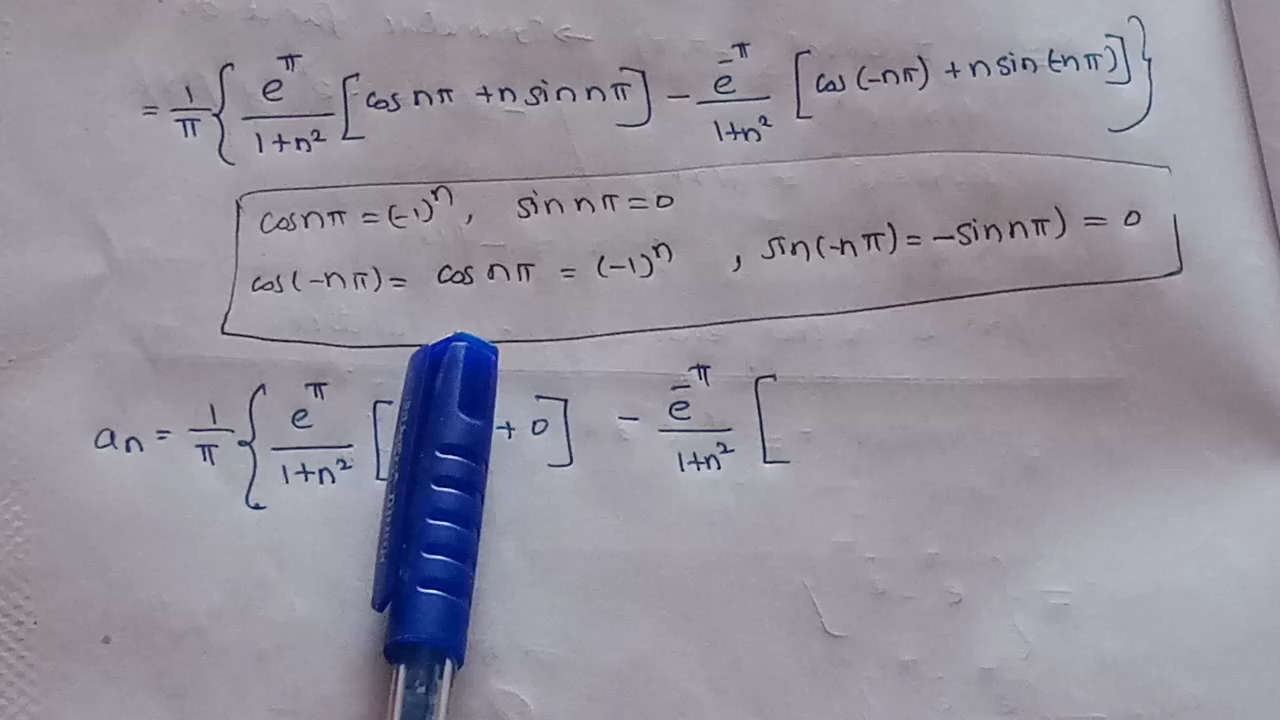 = 1/π { e^π/(1+n²) [cos nπ + n sin nπ] - e^-π/(1+n²) [cos(-nπ) + n sin(-nπ)] }
cos nπ = (-1)^n, sin nπ = 0
cos(-nπ) = cos nπ = (-1)^n , sin(-nπ) = -sin nπ) = 0
an = 1/π { e^π/(1+n²) [ + 0] - e^-π/(1+n²) [